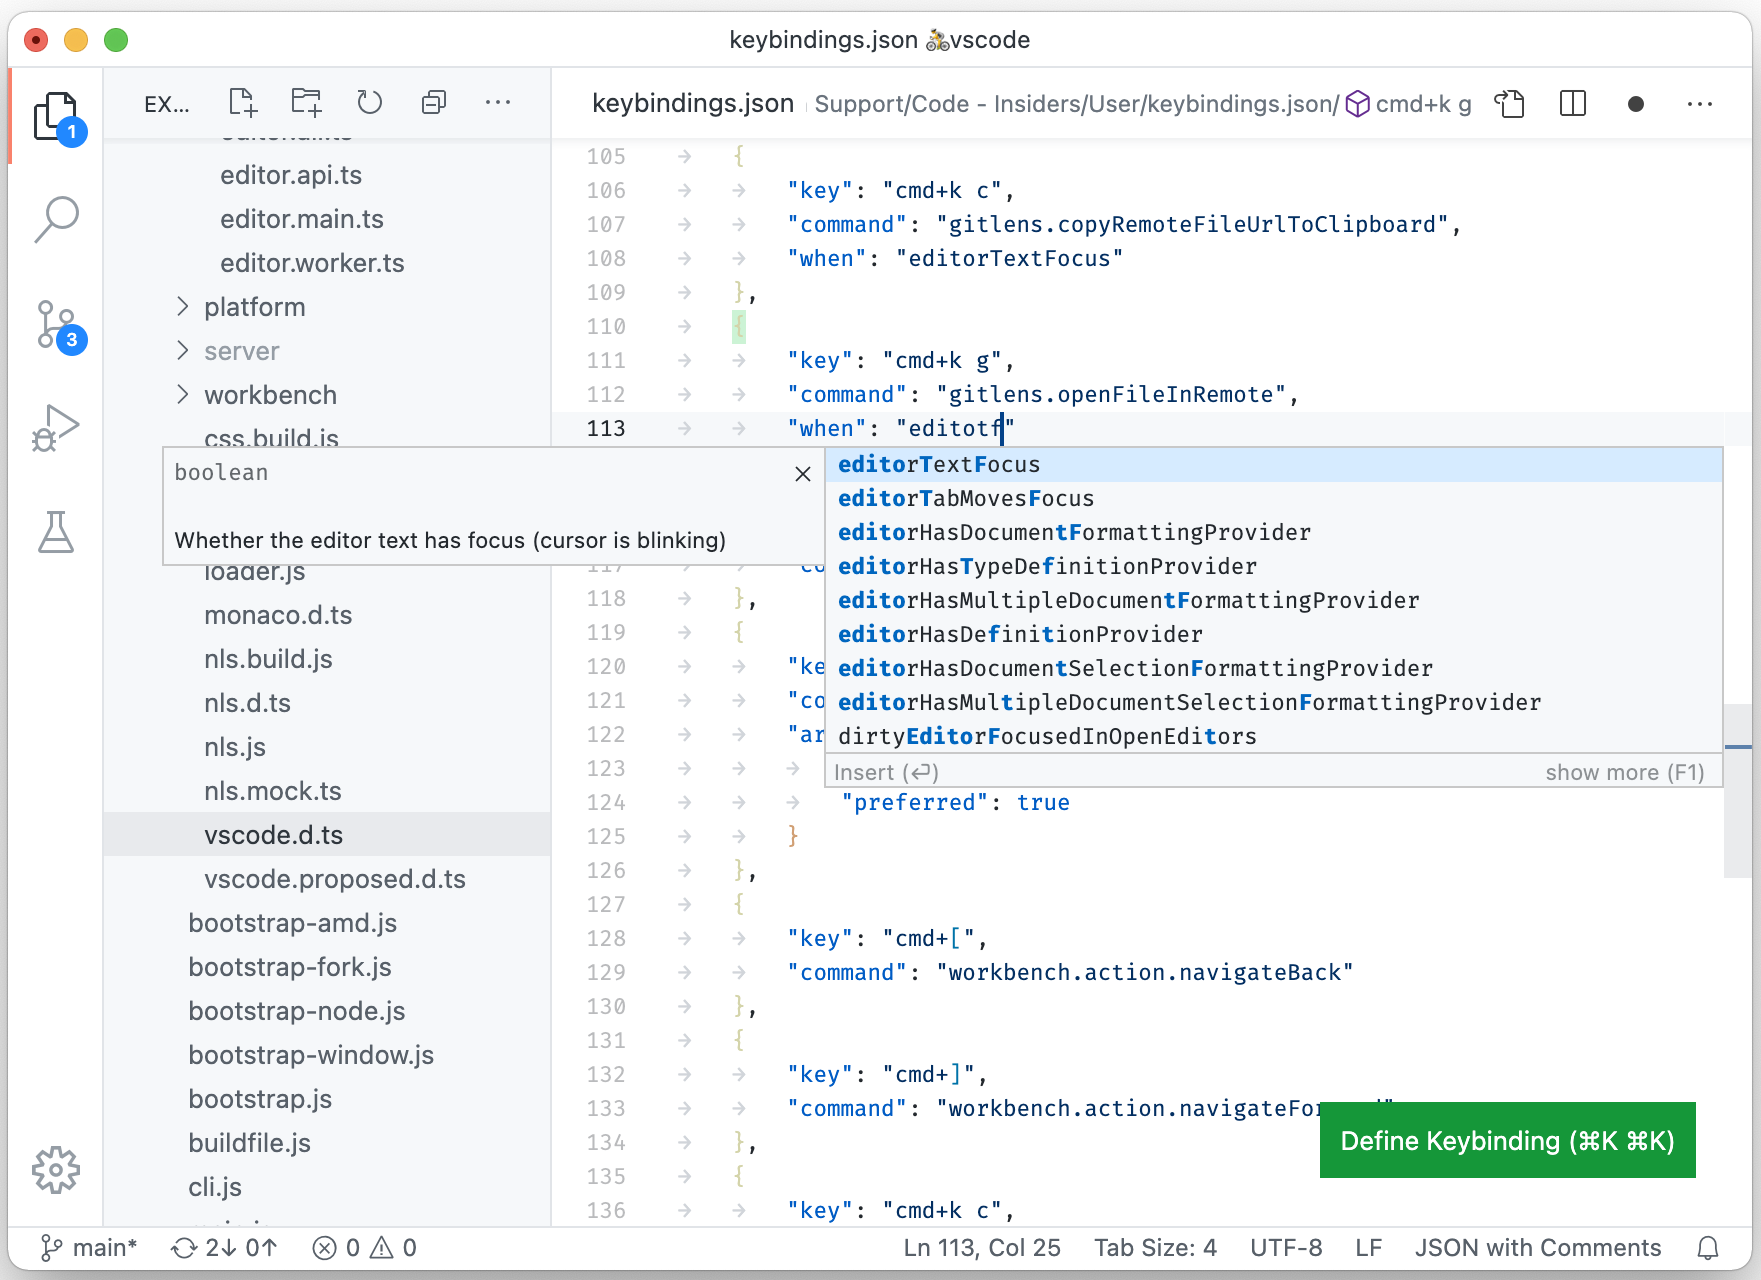 keybindings.json 🚴vscode
EX...
keybindings.json
Support/Code - Insiders/User/keybindings.json/ cmd+k g
1
3
editor.api.ts
editor.main.ts
editor.worker.ts
platform
server
workbench
css.build.js
loader.js
monaco.d.ts
nls.build.js
nls.d.ts
nls.js
nls.mock.ts
vscode.d.ts
vscode.proposed.d.ts
bootstrap-amd.js
bootstrap-fork.js
bootstrap-node.js
bootstrap-window.js
bootstrap.js
buildfile.js
cli.js
105 {
106 "key": "cmd+k c",
107 "command": "gitlens.copyRemoteFileUrlToClipboard",
108 "when": "editorTextFocus"
109 },
110 {
111 "key": "cmd+k g",
112 "command": "gitlens.openFileInRemote",
113 "when": "editotf"
boolean
Whether the editor text has focus (cursor is blinking)
editorTextFocus
editorTabMovesFocus
editorHasDocumentFormattingProvider
editorHasTypeDefinitionProvider
editorHasMultipleDocumentFormattingProvider
editorHasDefinitionProvider
editorHasDocumentSelectionFormattingProvider
editorHasMultipleDocumentSelectionFormattingProvider
dirtyEditorFocusedInOpenEditors
Insert (⏎)
show more (F1)
117 "co
118 },
119 {
120 "ke
121 "co
122 "ar
123
124 "preferred": true
125 }
126 },
127 {
128 "key": "cmd+[",
129 "command": "workbench.action.navigateBack"
130 },
131 {
132 "key": "cmd+]",
133 "command": "workbench.action.navigateFo
134 },
135 {
136 "key": "cmd+k c",
Define Keybinding (⌘K ⌘K)
main* 2↓ 0↑ 0 0
Ln 113, Col 25 Tab Size: 4 UTF-8 LF JSON with Comments